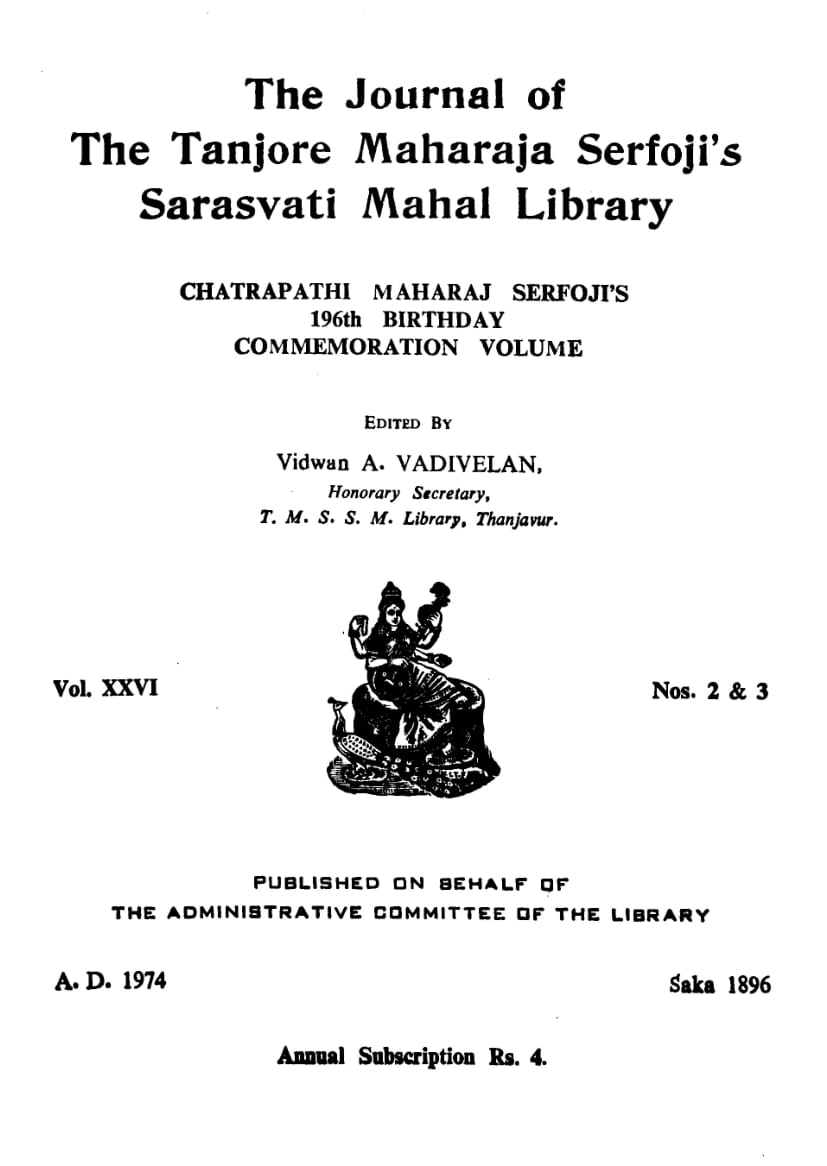 The Journal of
The Tanjore Maharaja Serfoji's
Sarasvati Mahal Library
CHATRAPATHI MAHARAJ SERFOJI'S
196th BIRTHDAY
COMMEMORATION VOLUME
EDITED BY
Vidwan A. VADIVELAN,
Honorary Secretary,
T. M. S. S. M. Library, Thanjavur.
Vol. XXVI
Nos. 2 & 3
PUBLISHED ON BEHALF OF
THE ADMINISTRATIVE COMMITTEE OF THE LIBRARY
A. D. 1974
Śaka 1896
Annual Subscription Rs. 4.